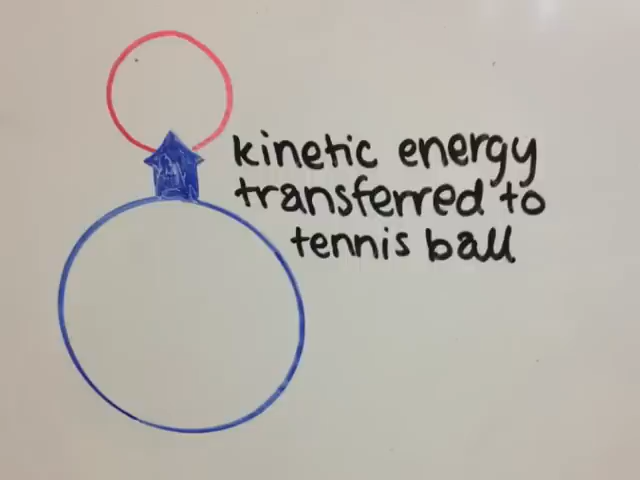 kinetic energy
transferred to
tennis ball